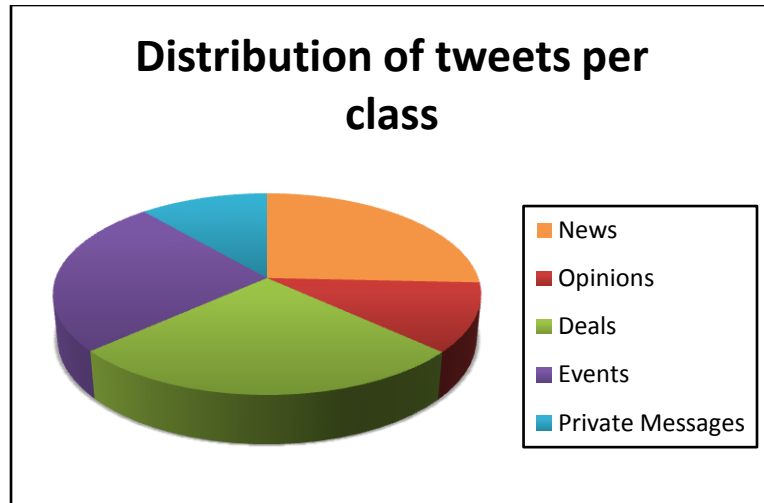 Distribution of tweets per
class
News
Opinions
Deals
Events
Private Messages